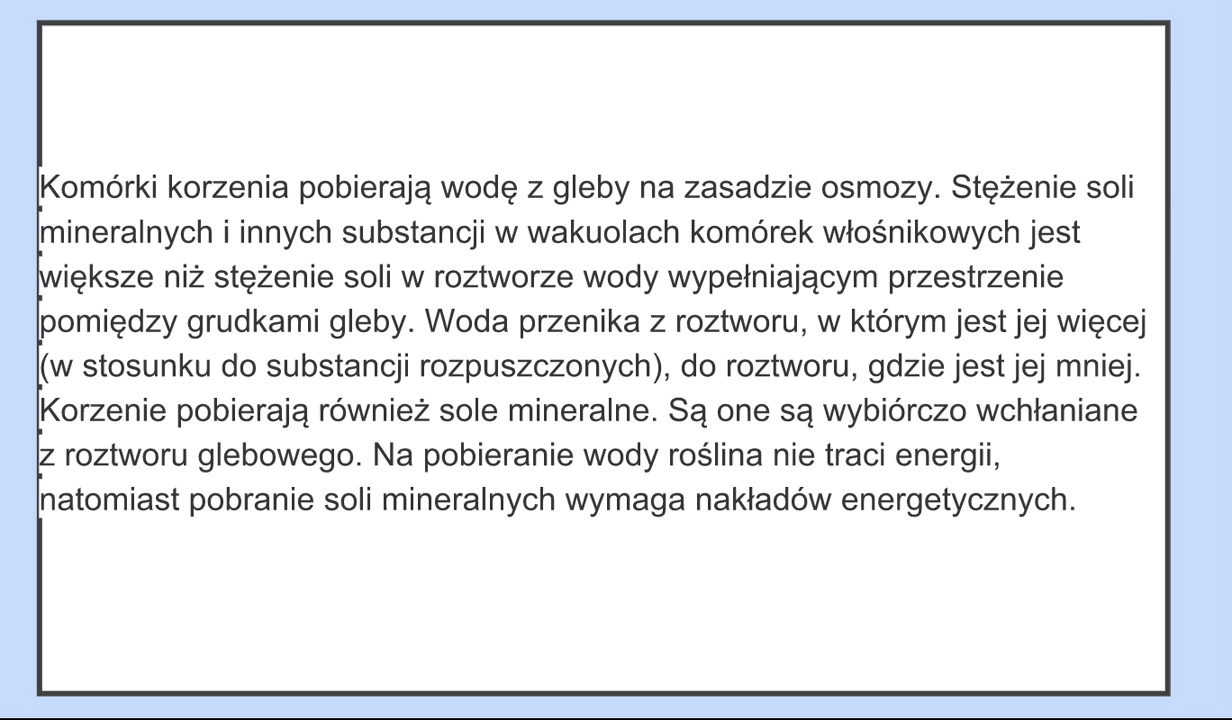 Komórki korzenia pobierają wodę z gleby na zasadzie osmozy. Stężenie soli
mineralnych i innych substancji w wakuolach komórek włośnikowych jest
większe niż stężenie soli w roztworze wody wypełniającym przestrzenie
pomiędzy grudkami gleby. Woda przenika z roztworu, w którym jest jej więcej
(w stosunku do substancji rozpuszczonych), do roztworu, gdzie jest jej mniej.
Korzenie pobierają również sole mineralne. Są one są wybiórczo wchłaniane
z roztworu glebowego. Na pobieranie wody roślina nie traci energii,
natomiast pobranie soli mineralnych wymaga nakładów energetycznych.